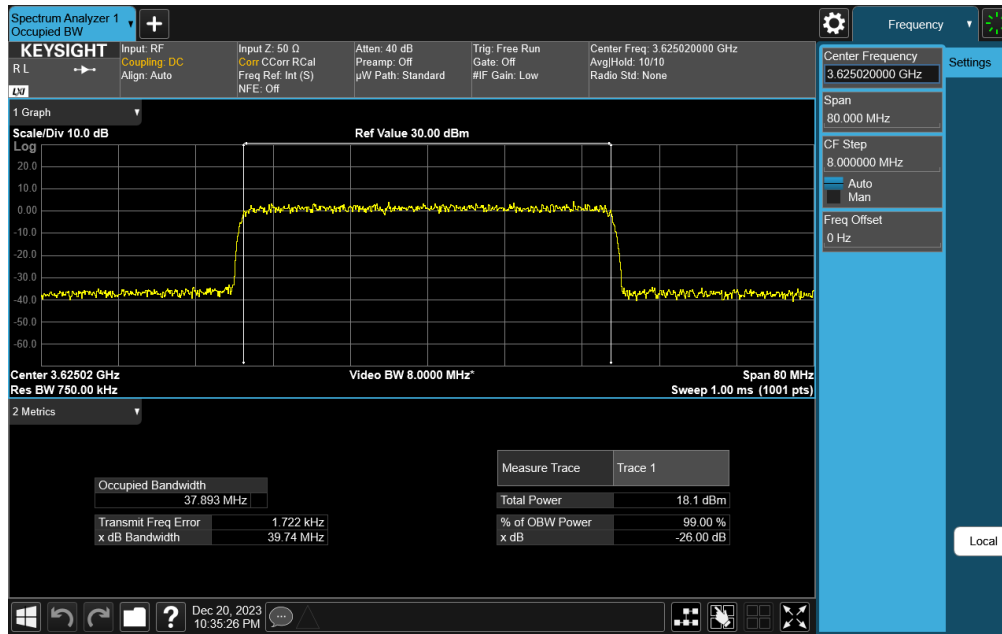 Spectrum Analyzer 1
Occupied BW
+
Frequency
KEYSIGHT
R L
LXI
Input: RF
Coupling: DC
Align: Auto
Input Z: 50 Ω
Corr CCorr RCal
Freq Ref: Int (S)
NFE: Off
Atten: 40 dB
Preamp: Off
µW Path: Standard
Trig: Free Run
Gate: Off
#IF Gain: Low
Center Freq: 3.625020000 GHz
Avg|Hold: 10/10
Radio Std: None
Center Frequency
3.625020000 GHz
Settings
Span
80.000 MHz
CF Step
8.000000 MHz
Auto
Man
Freq Offset
0 Hz
Local
1 Graph
Scale/Div 10.0 dB
Ref Value 30.00 dBm
Log
20.0
10.0
0.00
-10.0
-20.0
-30.0
-40.0
-50.0
-60.0
Center 3.62502 GHz
Video BW 8.0000 MHz*
Span 80 MHz
Res BW 750.00 kHz
Sweep 1.00 ms (1001 pts)
2 Metrics
Occupied Bandwidth
37.893 MHz
Transmit Freq Error 1.722 kHz
x dB Bandwidth 39.74 MHz
Measure Trace Trace 1
Total Power 18.1 dBm
% of OBW Power 99.00 %
x dB -26.00 dB
?
Dec 20, 2023
10:35:26 PM